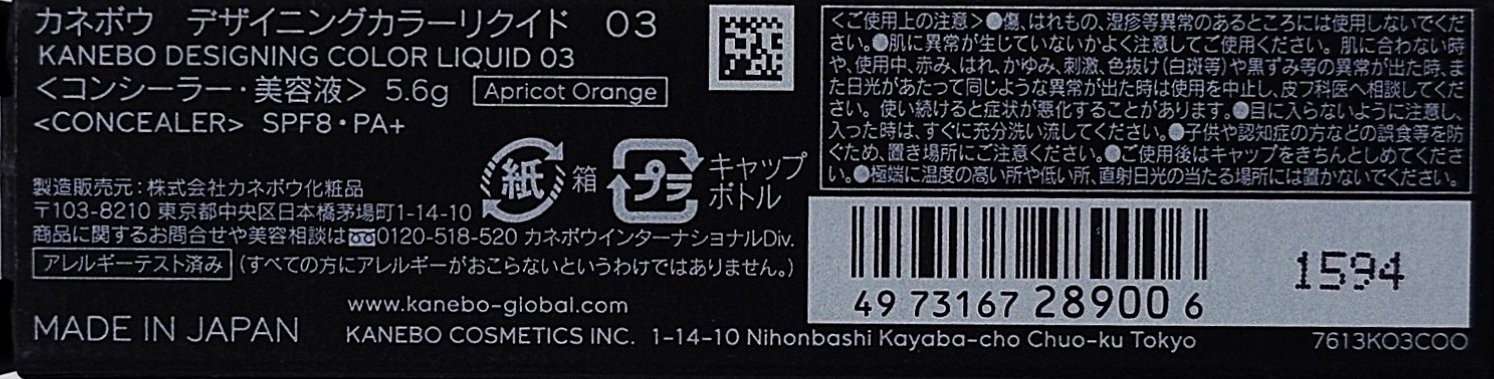 カネボウ デザイニングカラーリクイド 03
KANEBO DESIGNING COLOR LIQUID 03
<コンシーラー・美容液> 5.6g Apricot Orange
<CONCEALER> SPF8・PA+
紙 箱
プラ キャップ
ボトル
製造販売元:株式会社カネボウ化粧品
〒103-8210 東京都中央区日本橋茅場町1-14-10
商品に関するお問合せや美容相談は 0120-518-520 カネボウインターナショナルDiv.
アレルギーテスト済み (すべての方にアレルギーがおこらないというわけではありません。)
www.kanebo-global.com
MADE IN JAPAN KANEBO COSMETICS INC. 1-14-10 Nihonbashi Kayaba-cho Chuo-ku Tokyo
<ご使用上の注意>●傷、はれもの、湿疹等異常のあるところには使用しないでくだ
さい。●肌に異常が生じていないかよく注意してご使用ください。肌に合わない時
や、使用中、赤み、はれ、かゆみ、刺激、色抜け(白斑等)や黒ずみ等の異常が出た時、ま
た日光があたって同じような異常が出た時は使用を中止し、皮フ科医へ相談してくだ
さい。使い続けると症状が悪化することがあります。●目に入らないように注意し、
入った時は、すぐに充分洗い流してください。●子供や認知症の方などの誤食等を防
ぐため、置き場所にご注意ください。●ご使用後はキャップをきちんとしめてくださ
い。●極端に温度の高い所や低い所、直射日光の当たる場所には置かないでください。
4973167289006
1594
7613KO3COO